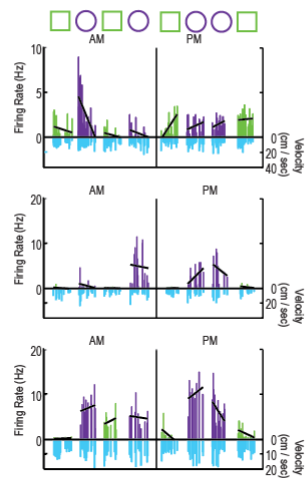 AM PM
Firing Rate (Hz)
10
5
0
0
20
40
Velocity
(cm / sec)
AM PM
Firing Rate (Hz)
20
10
0
0
20
Velocity
(cm / sec)
AM PM
Firing Rate (Hz)
20
10
0
0
10
20
Velocity
(cm / sec)